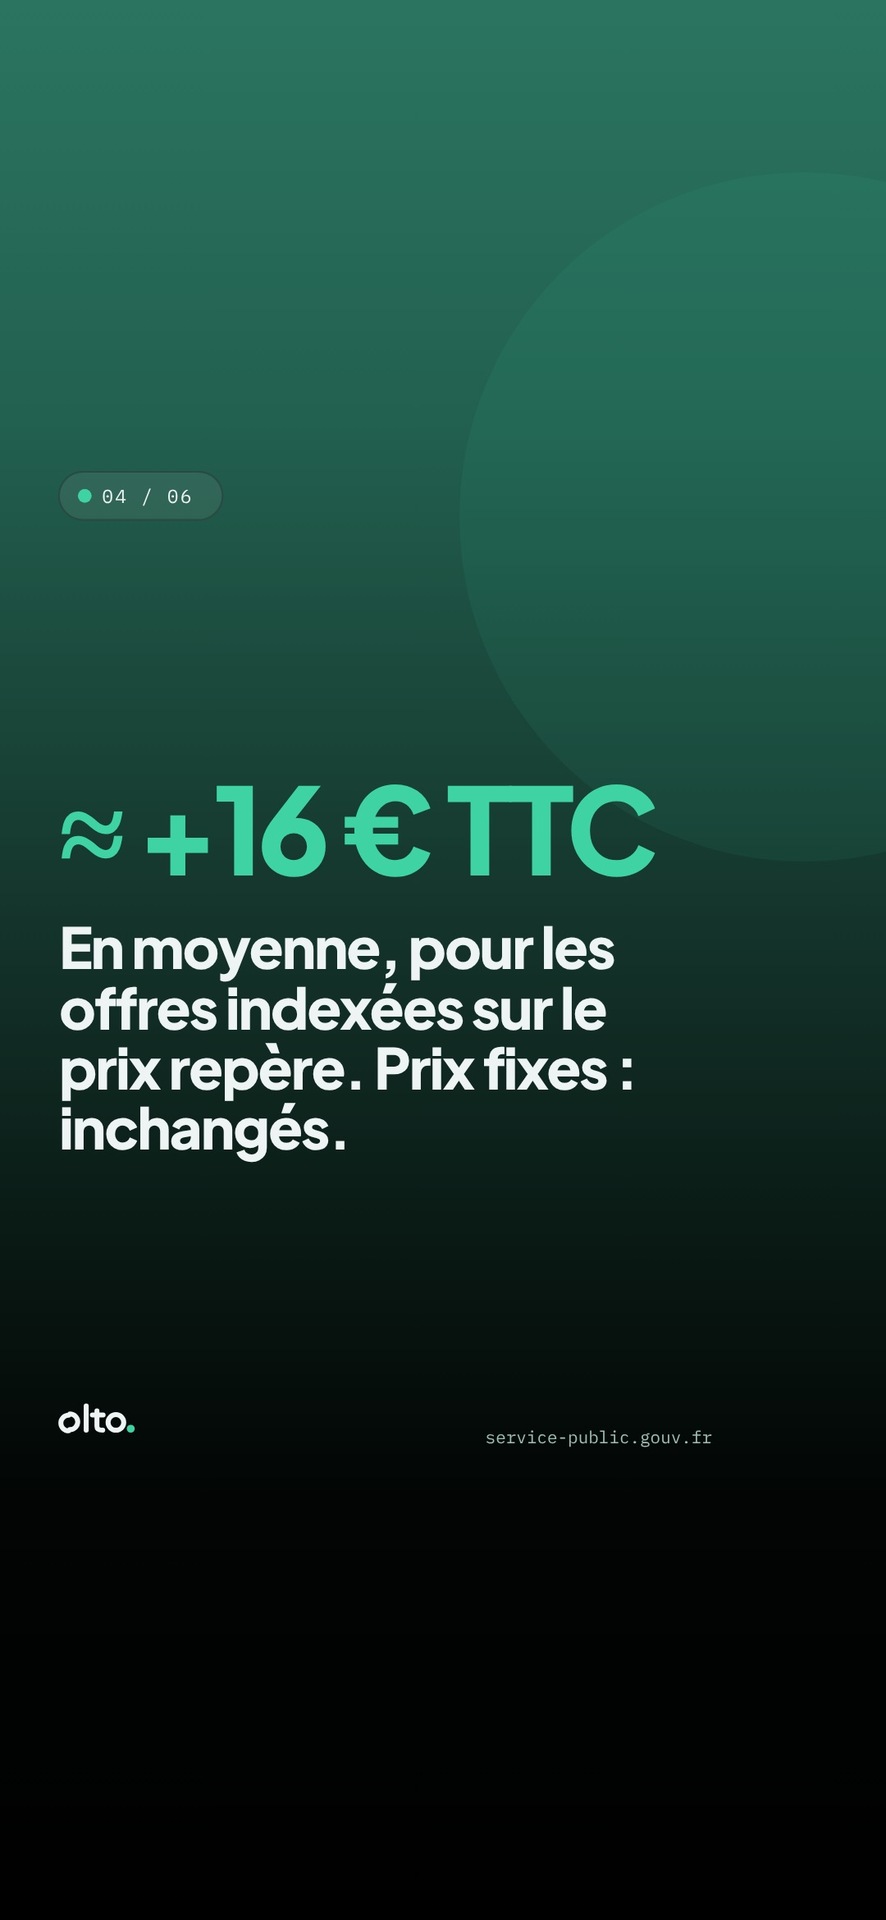 04 / 06
≈ +16 € TTC
En moyenne, pour les
offres indexées sur le
prix repère. Prix fixes :
inchangés.
olto.
service-public.gouv.fr